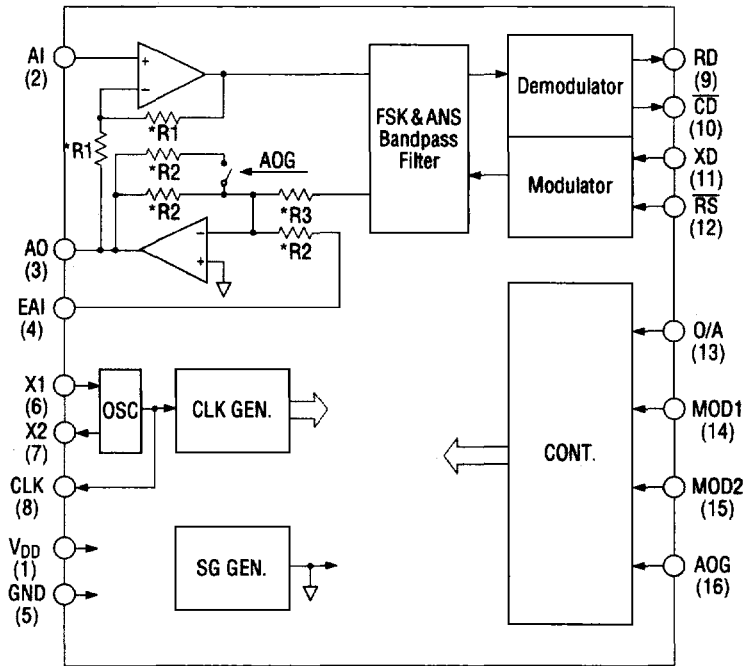 AI
(2)
+
−
*R1
*R1
*R2
AOG
*R2
*R3
*R2
−
+
AO
(3)
EAI
(4)
FSK & ANS
Bandpass
Filter
Demodulator
Modulator
RD
(9)
C̅D̅
(10)
XD
(11)
R̅S̅
(12)
X1
(6)
X2
(7)
OSC
CLK GEN.
CLK
(8)
VDD
(1)
GND
(5)
SG GEN.
CONT.
O/A
(13)
MOD1
(14)
MOD2
(15)
AOG
(16)